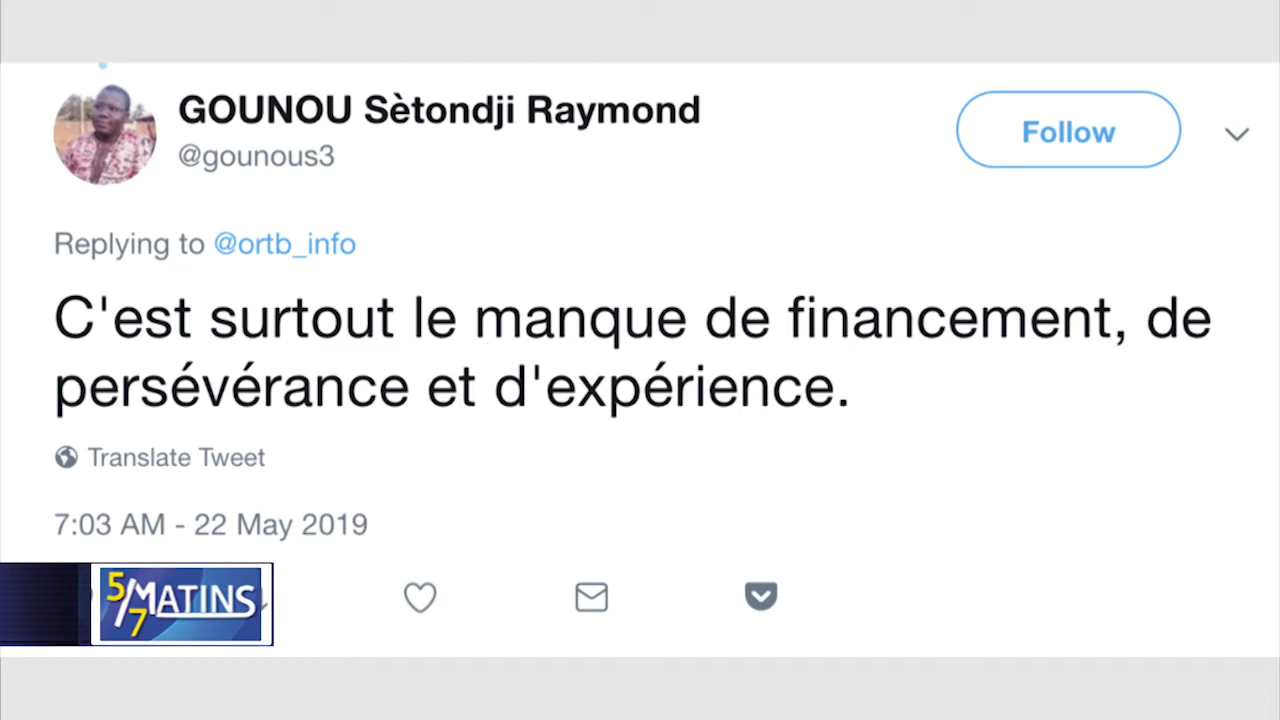 GOUNOU Sètondji Raymond
@gounous3
Follow
Replying to @ortb_info
C'est surtout le manque de financement, de
persévérance et d'expérience.
Translate Tweet
7:03 AM - 22 May 2019
5/7 MATINS